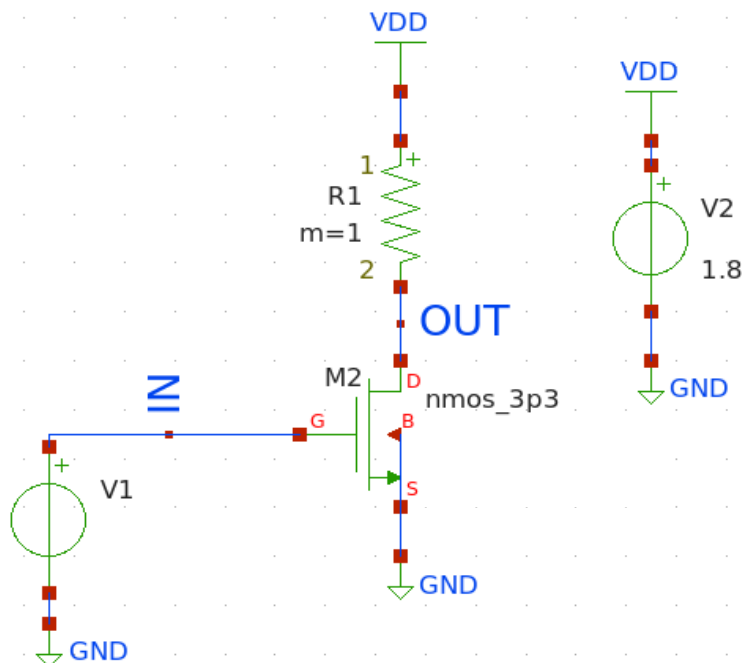 VDD
VDD
1
+
R1
m=1
2
+
V2
1.8
OUT
IN
M2
D
nmos_3p3
G
B
S
GND
+
V1
GND
GND